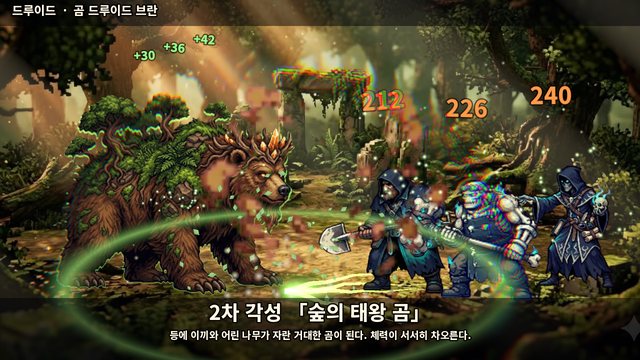 드루이드 · 곰 드루이드 브란
+30 +36 +42
212 226 240
2차 각성 「숲의 태왕 곰」
등에 이끼와 어린 나무가 자란 거대한 곰이 된다. 체력이 서서히 차오른다.